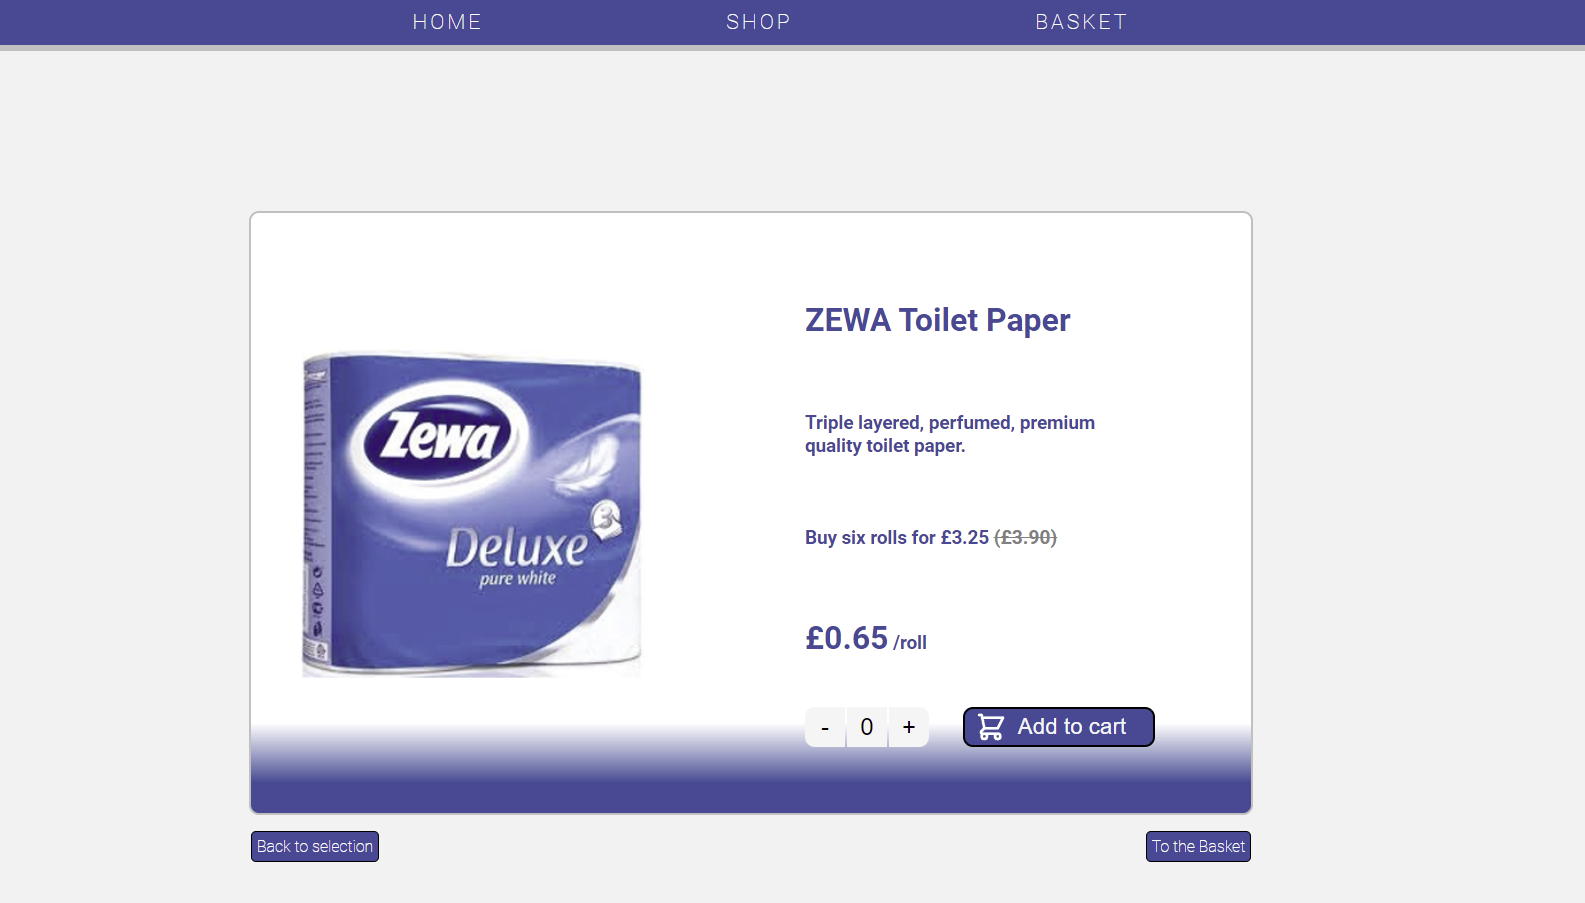 HOME SHOP BASKET
ZEWA Toilet Paper
Zewa
3
Deluxe
pure white
Triple layered, perfumed, premium
quality toilet paper.
Buy six rolls for £3.25 (£3.90)
£0.65 /roll
- 0 + Add to cart
Back to selection
To the Basket